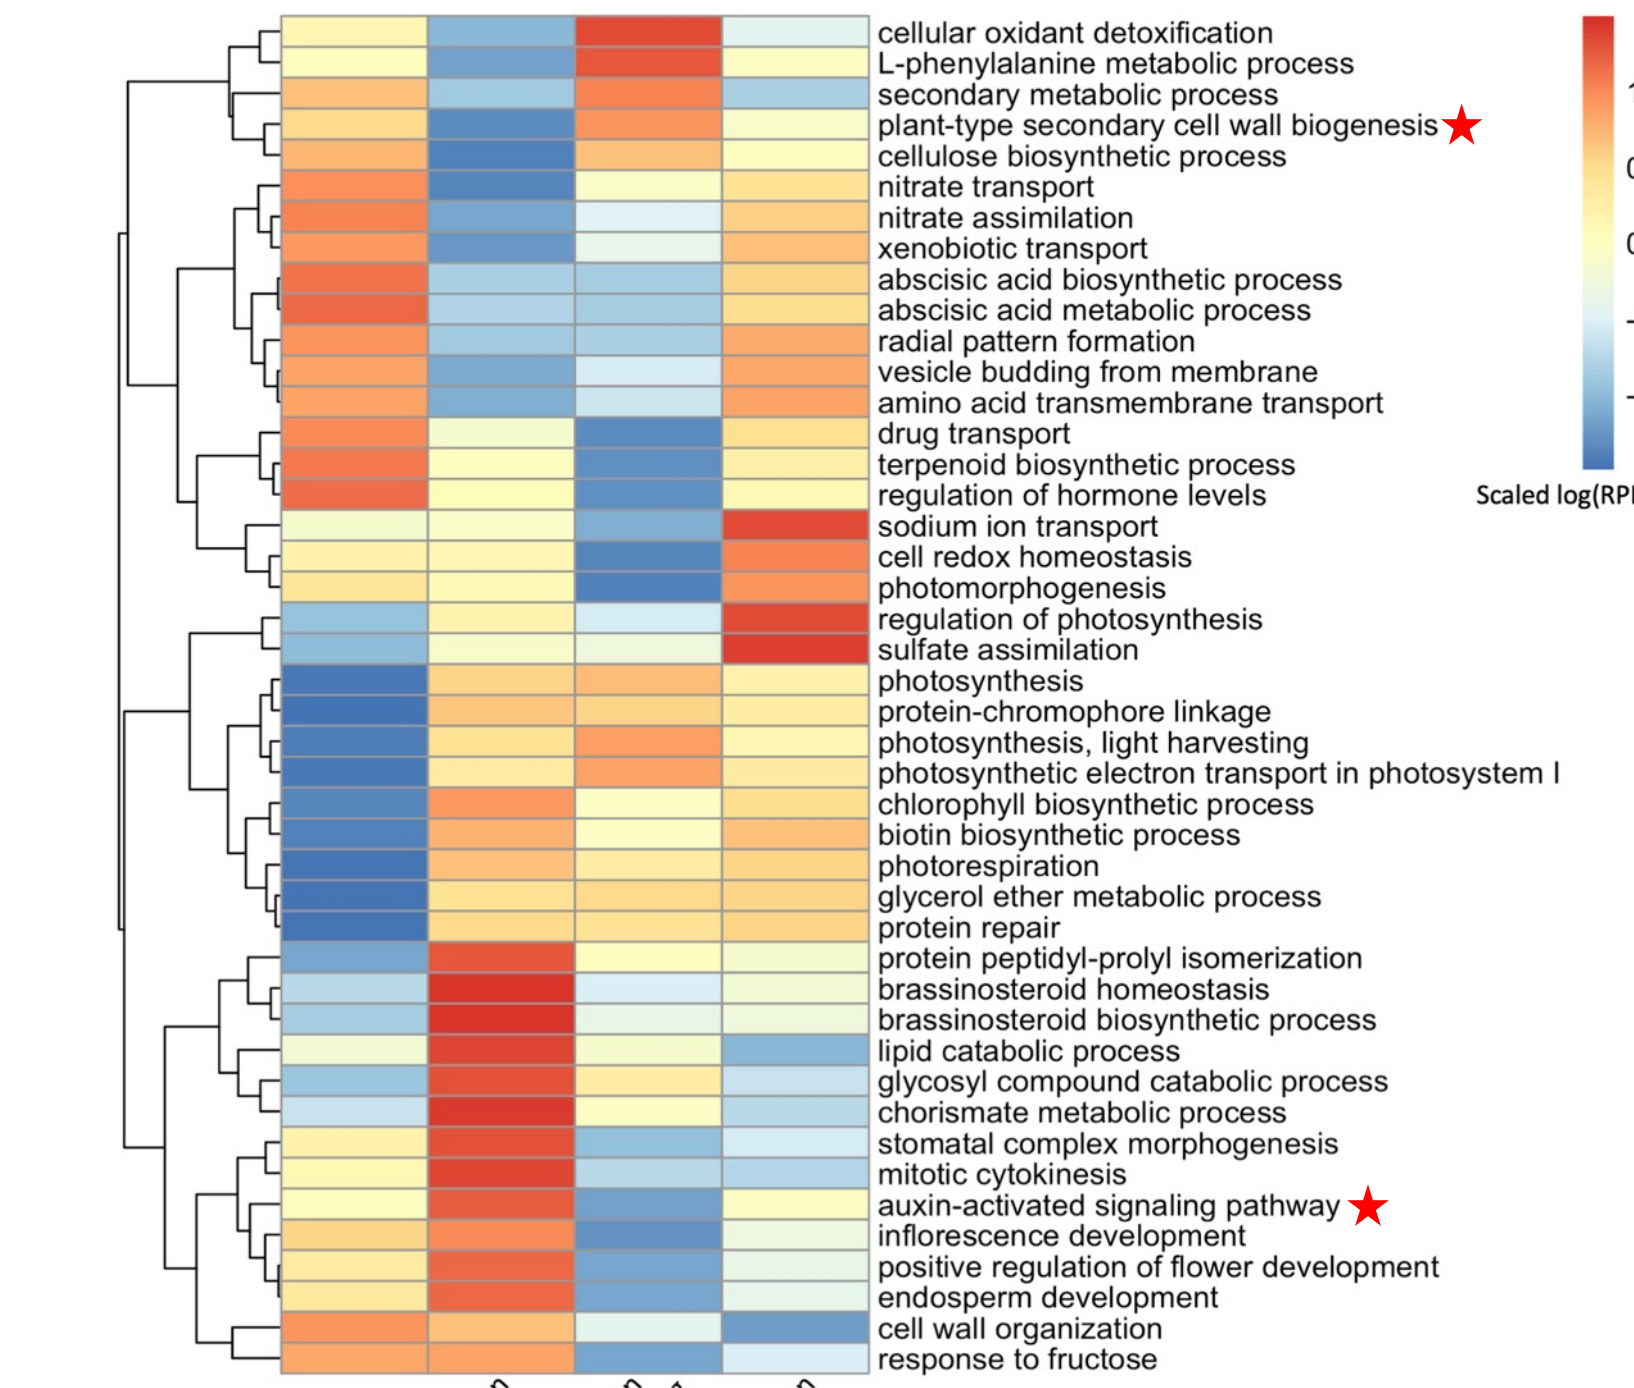 cellular oxidant detoxification
L-phenylalanine metabolic process
secondary metabolic process
plant-type secondary cell wall biogenesis
cellulose biosynthetic process
nitrate transport
nitrate assimilation
xenobiotic transport
abscisic acid biosynthetic process
abscisic acid metabolic process
radial pattern formation
vesicle budding from membrane
amino acid transmembrane transport
drug transport
terpenoid biosynthetic process
regulation of hormone levels
sodium ion transport
cell redox homeostasis
photomorphogenesis
regulation of photosynthesis
sulfate assimilation
photosynthesis
protein-chromophore linkage
photosynthesis, light harvesting
photosynthetic electron transport in photosystem I
chlorophyll biosynthetic process
biotin biosynthetic process
photorespiration
glycerol ether metabolic process
protein repair
protein peptidyl-prolyl isomerization
brassinosteroid homeostasis
brassinosteroid biosynthetic process
lipid catabolic process
glycosyl compound catabolic process
chorismate metabolic process
stomatal complex morphogenesis
mitotic cytokinesis
auxin-activated signaling pathway
inflorescence development
positive regulation of flower development
endosperm development
cell wall organization
response to fructose
Scaled